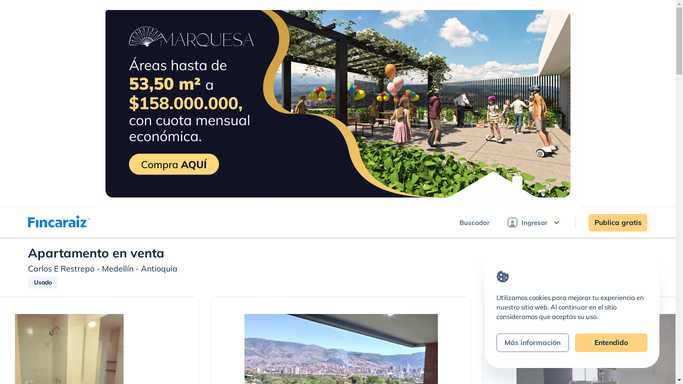 MARQUESA
Áreas hasta de
53,50 m² a
$158.000.000,
con cuota mensual
económica.
Compra AQUÍ
Fincaraiz
Buscador
Ingresar
Publica gratis
Apartamento en venta
Carlos E Restrepo - Medellín - Antioquia
Usado
Utilizamos cookies para mejorar tu experiencia en
nuestro sitio web. Al continuar en el sitio
consideramos que aceptas su uso.
Más información
Entendido